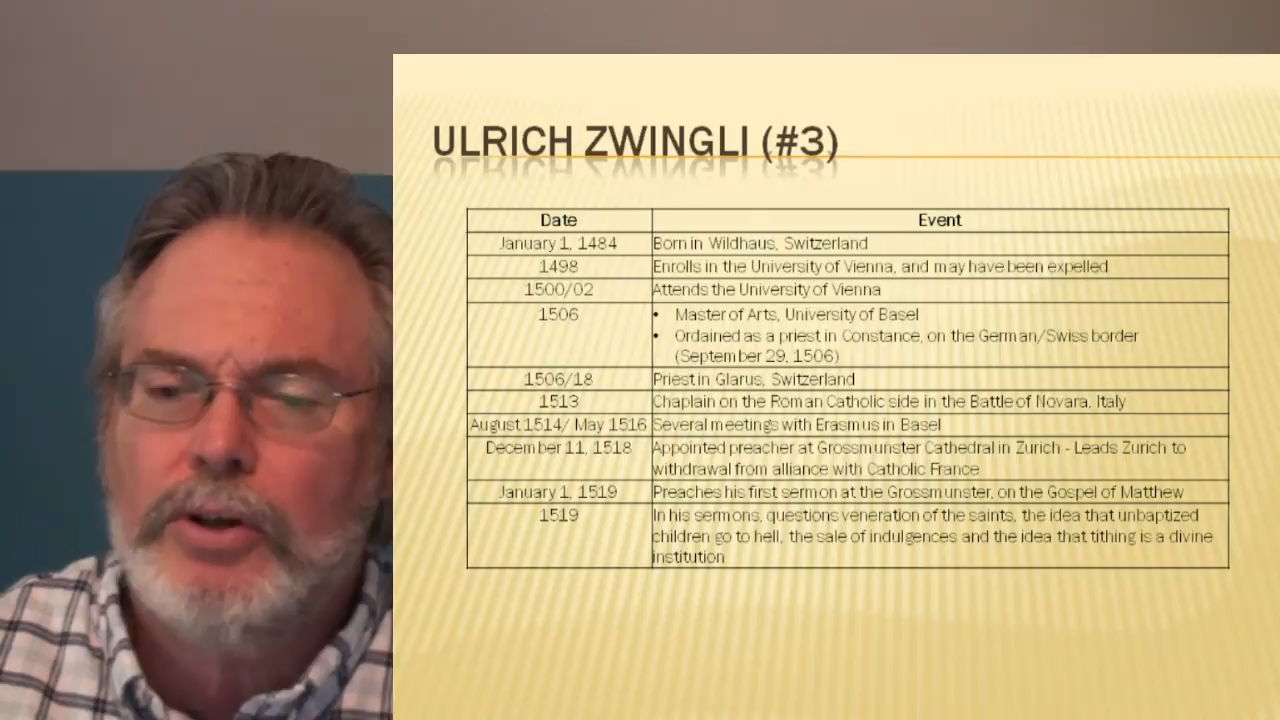 ULRICH ZWINGLI (#3)
Date Event
January 1, 1484 Born in Wildhaus, Switzerland
1498 Enrolls in the University of Vienna, and may have been expelled
1500/02 Attends the University of Vienna
1506 • Master of Arts, University of Basel
• Ordained as a priest in Constance, on the German/Swiss border
(September 29, 1506)
1506/18 Priest in Glarus, Switzerland
1513 Chaplain on the Roman Catholic side in the Battle of Novara, Italy
August 1514/ May 1516 Several meetings with Erasmus in Basel
December 11, 1518 Appointed preacher at Grossmunster Cathedral in Zurich - Leads Zurich to
withdrawal from alliance with Catholic France
January 1, 1519 Preaches his first sermon at the Grossmunster, on the Gospel of Matthew
1519 In his sermons, questions veneration of the saints, the idea that unbaptized
children go to hell, the sale of indulgences and the idea that tithing is a divine
institution